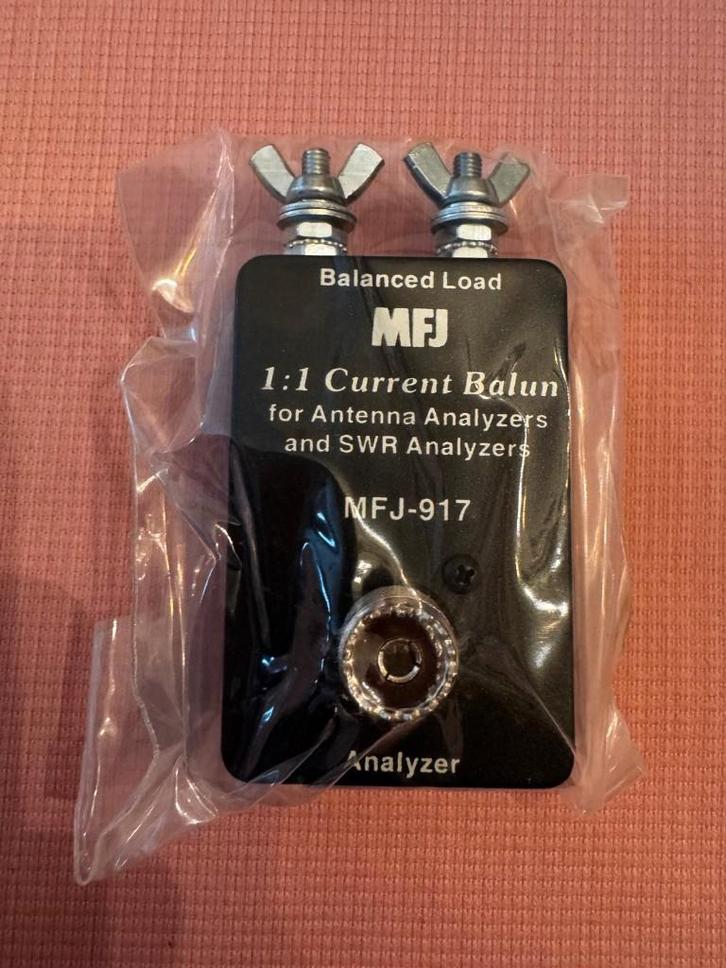 Balanced Load
MFJ
1:1 Current Balun
for Antenna Analyzers
and SWR Analyzers
MFJ-917
Analyzer